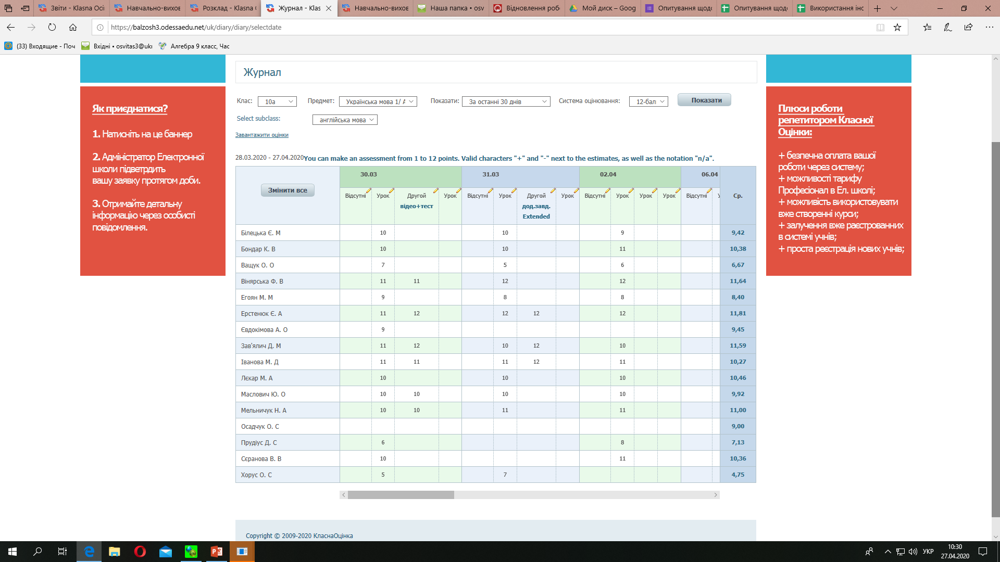 Звіти - Klasna Oci
Навчально-вихов
Розклад - Klasna
Журнал - Klas
Навчально-вихов
Наша папка • osv
Відновлення роб
Мой диск – Goog
Опитування щод
Опитування щод
Використання інс
https://balzosh3.odessaedu.net/uk/diary/diary/selectdate
(33) Входящие - Поч
Вхідні • osvitas3@ukr
Алгебра 9 класс, Час
Як приєднатися?
1. Натисніть на це баннер
2. Адміністратор Електронної
школи підветрдить
вашу заявку протягом доби.
3. Отримайте детальну
інформацію через особисті
повідомлення.
Журнал
Клас: 10а Предмет: Українська мова 1/ Показати: За останні 30 днів Система оцінювання: 12-бал Показати
Select subclass: англійська мова
Завантажити оцінки
28.03.2020 - 27.04.2020 You can make an assessment from 1 to 12 points. Valid characters "+" and "-" next to the estimates, as well as the notation "n/a".
Змінити все 30.03 31.03 02.04 06.04 Ср.
Відсутні Урок Другой Урок Відсутні Урок Другой Урок Відсутні Урок Урок Урок Відсутні
відео+тест дод.завд.
Extended
Білецька Є. М 10 10 9 9,42
Бондар К. В 10 10 11 10,38
Ващук О. О 7 5 6 6,67
Вінярська Ф. В 11 11 12 12 11,64
Егоян М. М 9 8 8 8,40
Ерстенюк Є. А 11 12 12 12 12 11,81
Євдокімова А. О 9 9,45
Зав'ялич Д. М 11 12 10 12 10 11,59
Іванова М. Д 11 11 11 12 11 10,27
Лєкар М. А 10 10 10 10,46
Маслович Ю. О 10 10 10 10 9,92
Мельничук Н. А 10 10 11 11 11,00
Осадчук О. С 9,00
Прудіус Д. С 6 8 7,13
Сєранова В. В 10 11 10,36
Хорус О. С 5 7 4,75
Copyright © 2009-2020 КласнаОцінка
Плюси роботи
репетитором Класної
Оцінки:
+ безпечна оплата вашої
роботи через систему;
+ можливості тарифу
Професіонал в Ел. школі;
+ можливість використовувати
вже створенні курси;
+ залучення вже раєстрованних
в системі учнів;
+ проста реєстрація нових учнів;
УКР
10:30
27.04.2020